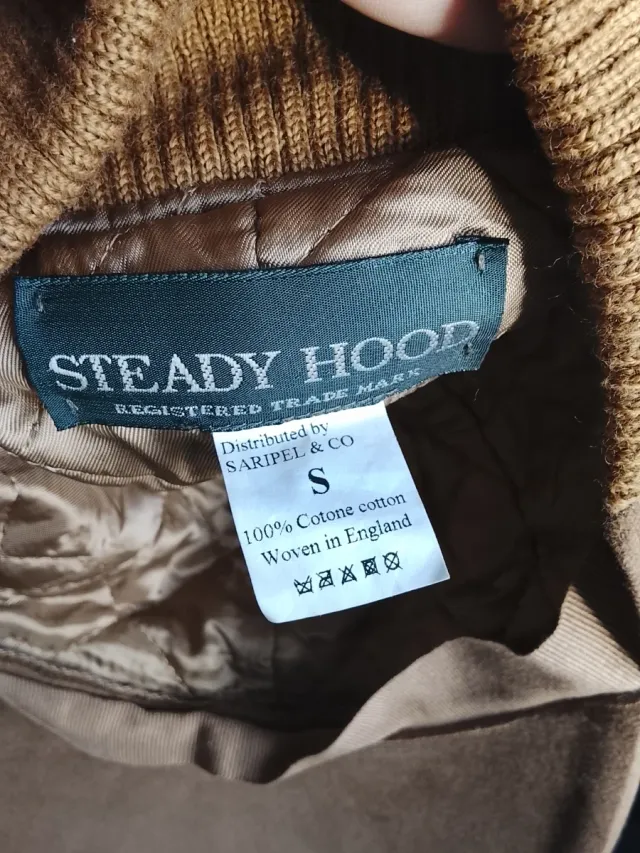 STEADY HOOD
REGISTERED TRADE MARK
Distributed by
SARIPEL & CO
S
100% Cotone cotton
Woven in England